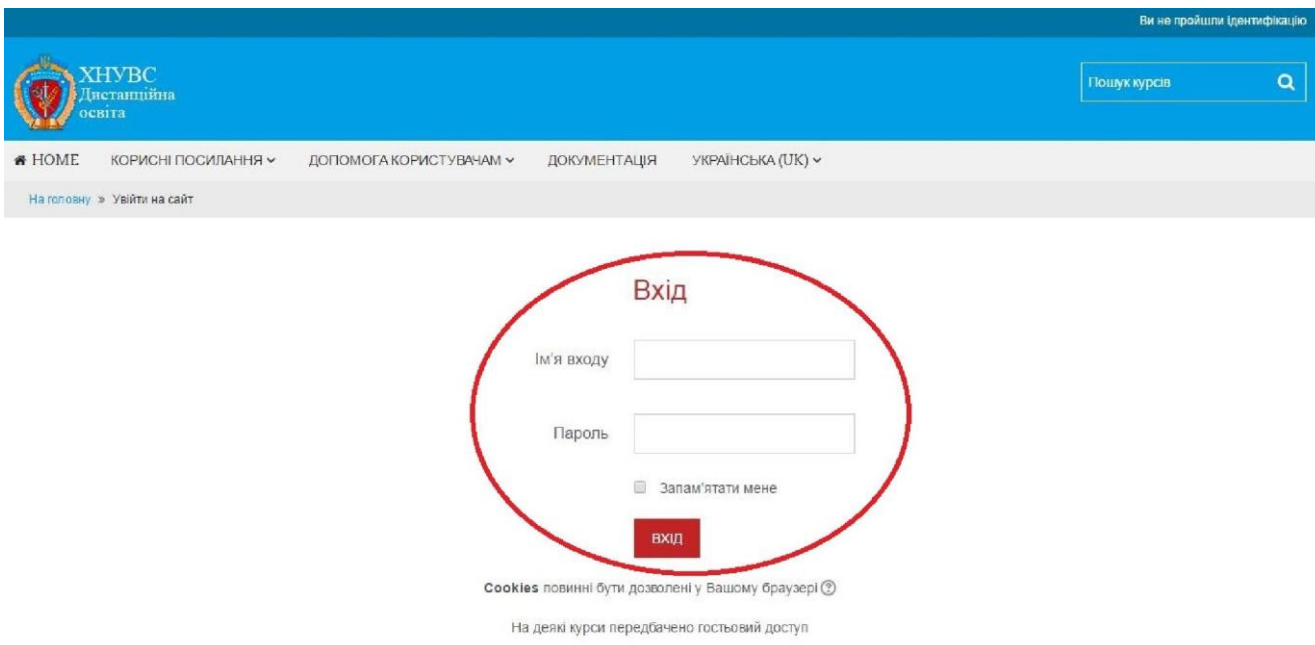 Ви не пройшли ідентифікацію
ХНУВС
Дистанційна
освіта
Пошук курсів
HOME КОРИСНІ ПОСИЛАННЯ ДОПОМОГА КОРИСТУВАЧАМ ДОКУМЕНТАЦІЯ УКРАЇНСЬКА (UK)
На головну » Увійти на сайт
Вхід
Ім'я входу
Пароль
Запам'ятати мене
ВХІД
Cookies повинні бути дозволені у Вашому браузері
На деякі курси передбачено гостьовий доступ